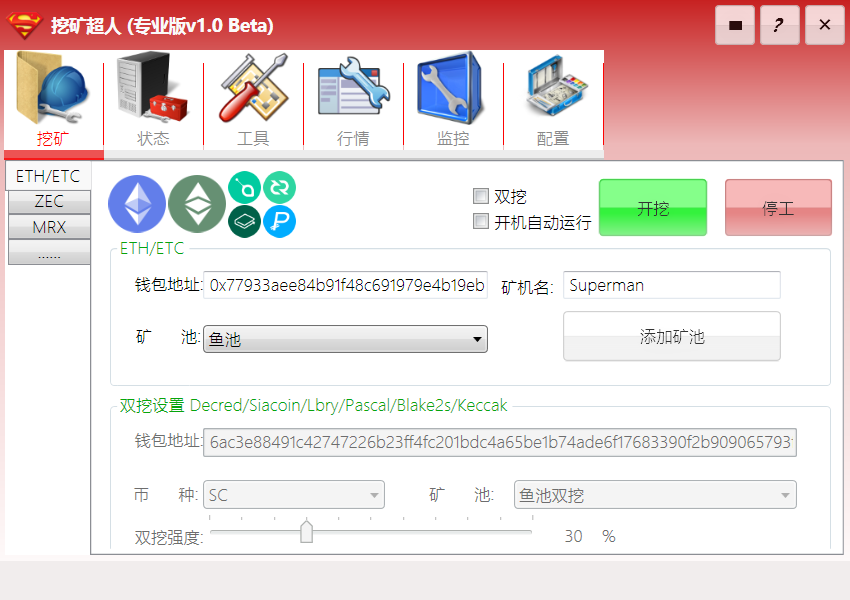 挖矿超人 (专业版v1.0 Beta)
?
挖矿 状态 工具 行情 监控 配置
ETH/ETC
ZEC
MRX
......
双挖
开机自动运行
开挖 停工
ETH/ETC
钱包地址: 0x77933aee84b91f48c691979e4b19eb 矿机名: Superman
矿 池: 鱼池 添加矿池
双挖设置 Decred/Siacoin/Lbry/Pascal/Blake2s/Keccak
钱包地址: 6ac3e88491c42747226b23ff4fc201bdc4a65be1b74ade6f17683390f2b909065793
币 种: SC 矿 池: 鱼池双挖
双挖强度: 30 %